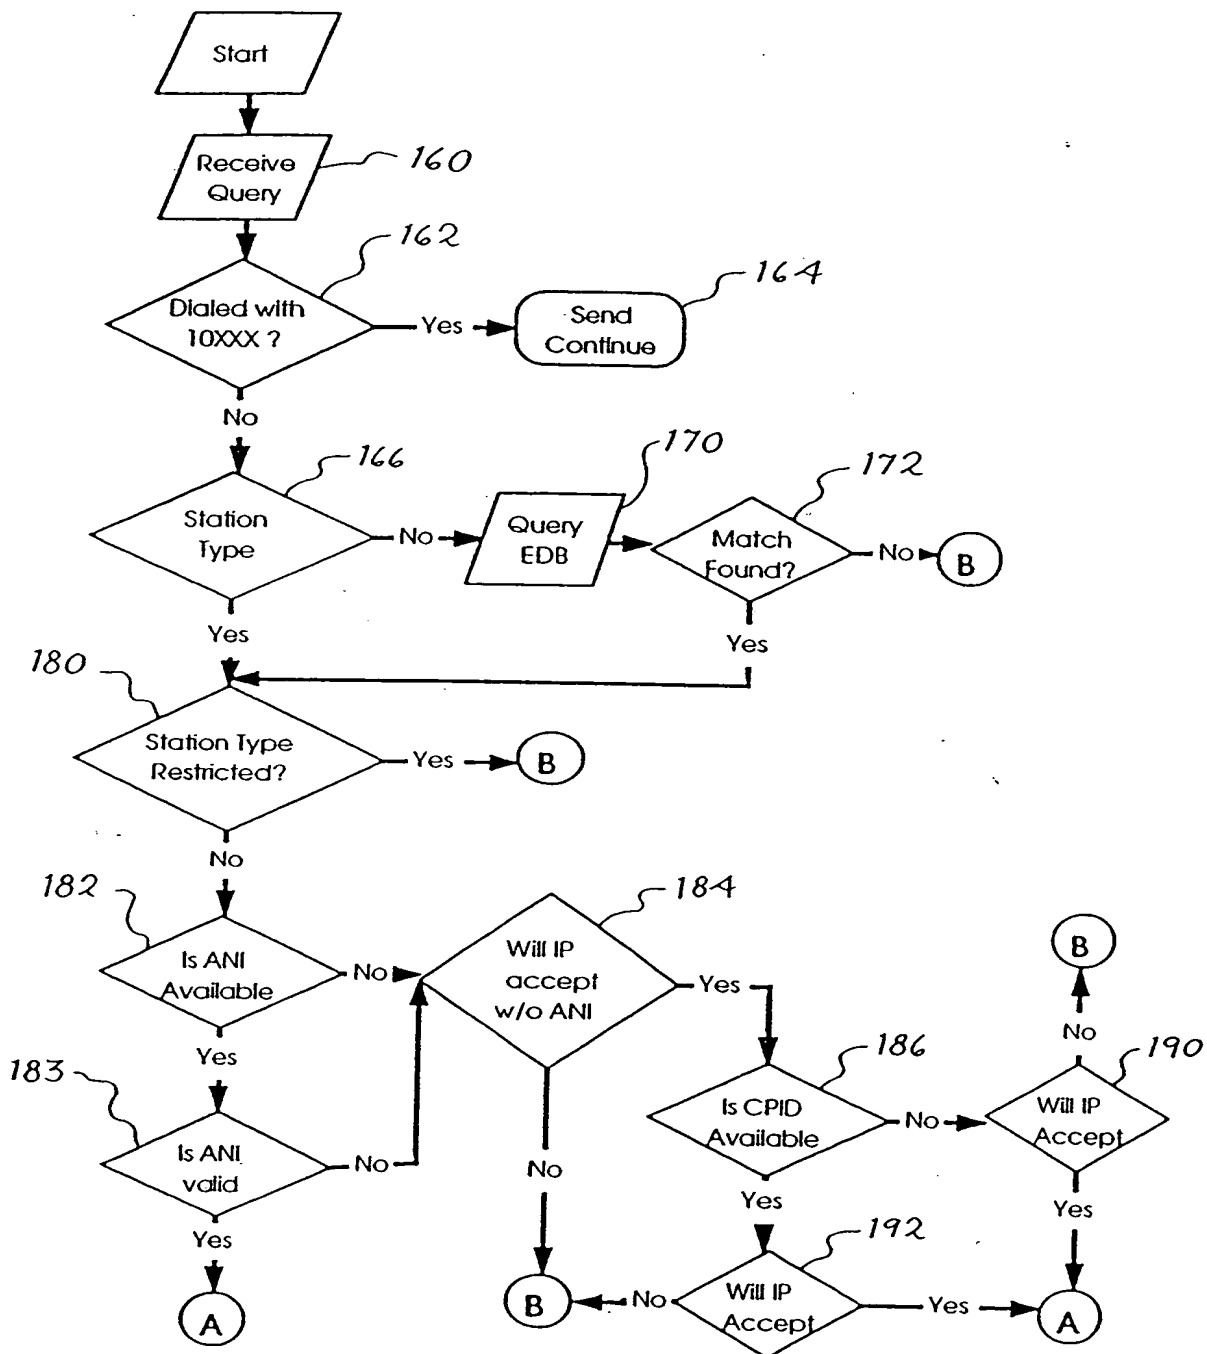 Start
Receive
Query
160
162
Dialed with
10XXX ?
Yes
Send
Continue
164
No
166
Station
Type
No
Query
EDB
170
Match
Found?
172
No
B
Yes
Yes
180
Station Type
Restricted?
Yes
B
No
182
Is ANI
Available
No
Will IP
accept
w/o ANI
184
Yes
B
No
Yes
183
Is ANI
valid
No
No
Is CPID
Available
186
No
Will IP
Accept
190
Yes
Yes
Yes
A
B
No
Will IP
Accept
192
Yes
A